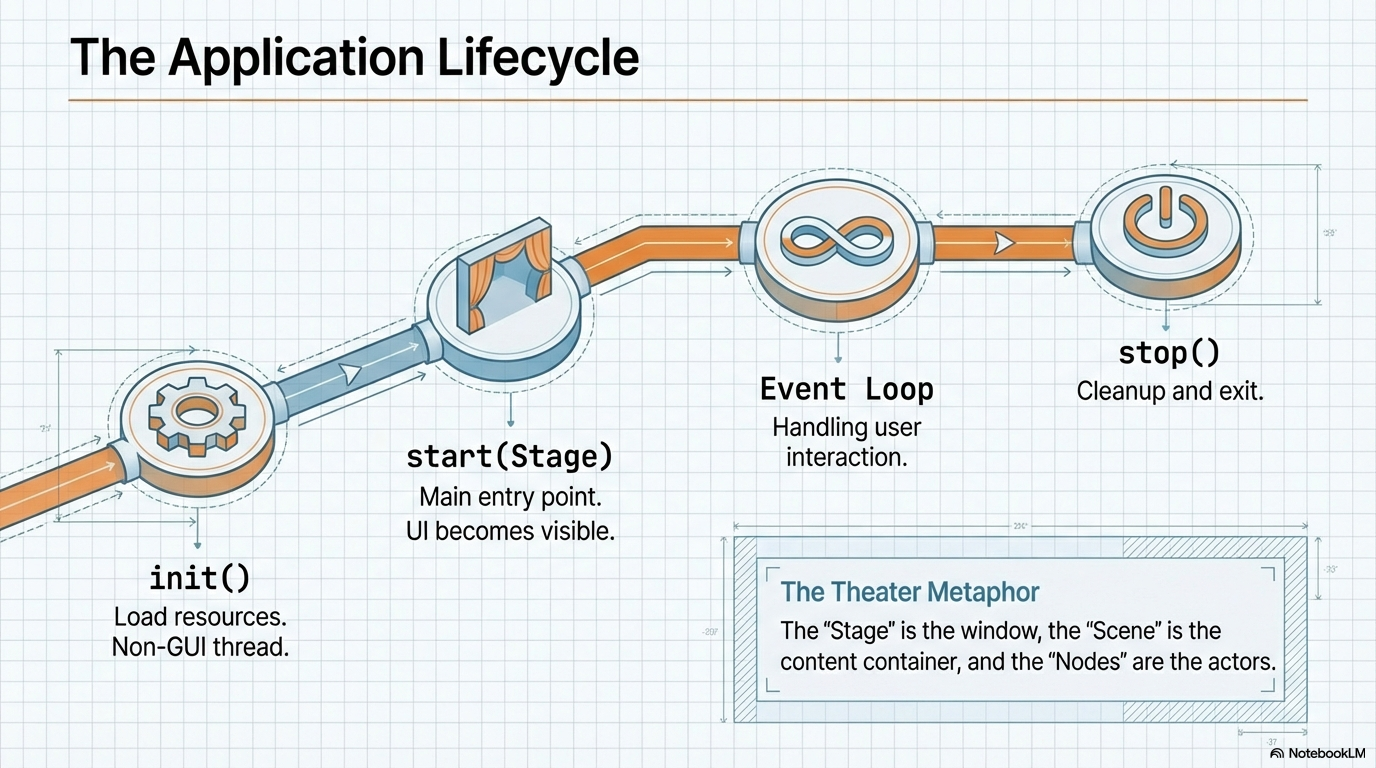 The Application Lifecycle
init()
Load resources.
Non-GUI thread.
start(Stage)
Main entry point.
UI becomes visible.
Event Loop
Handling user
interaction.
stop()
Cleanup and exit.
The Theater Metaphor
The “Stage” is the window, the “Scene” is the
content container, and the “Nodes” are the actors.
NotebookLM